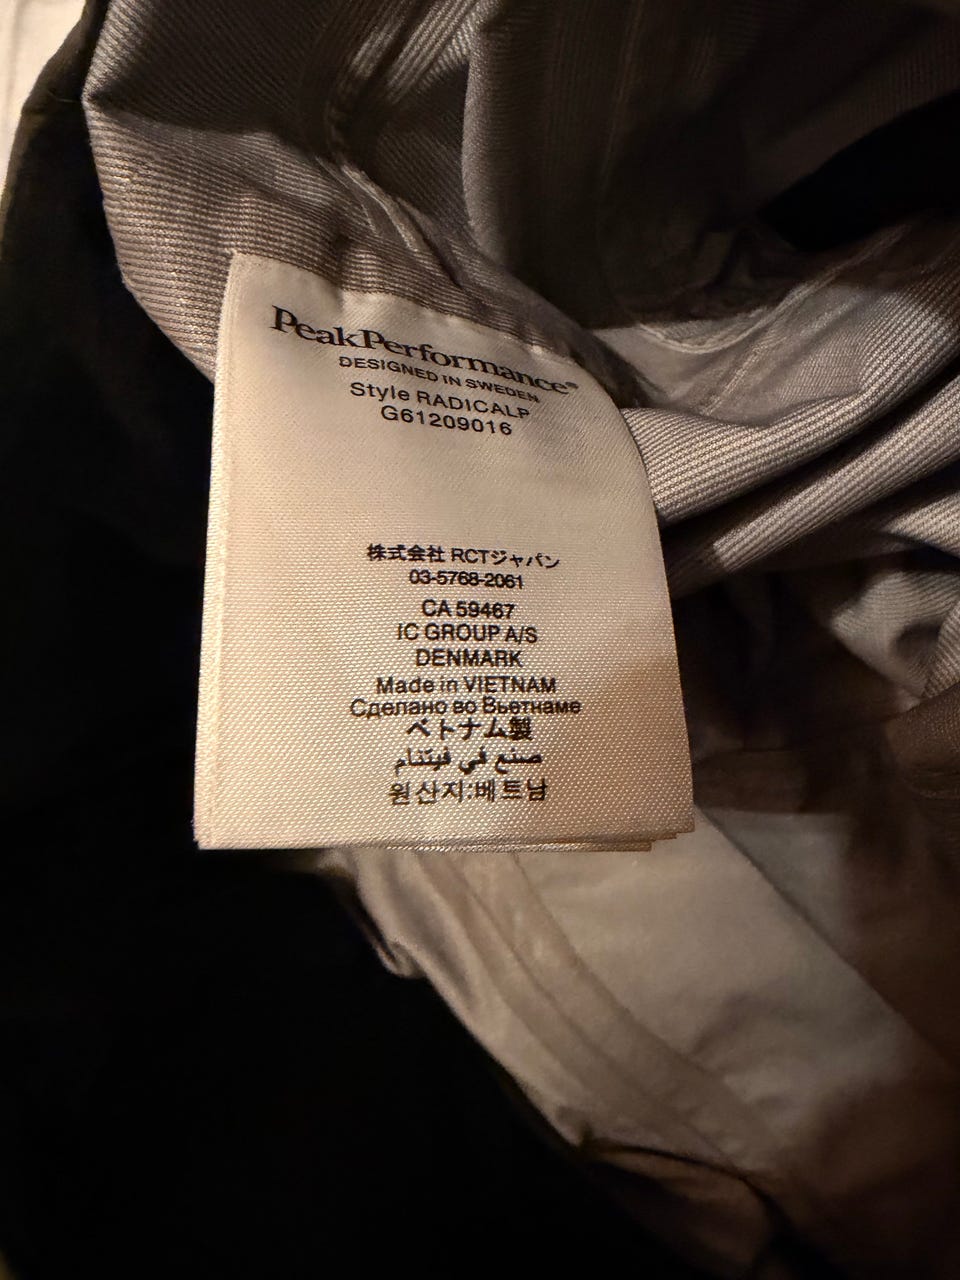 PeakPerformance®
DESIGNED IN SWEDEN
Style RADICALP
G61209016
株式会社 RCTジャパン
03-5768-2061
CA 59467
IC GROUP A/S
DENMARK
Made in VIETNAM
Сделано во Вьетнаме
ベトナム製
صنع في فيتنام
원산지:베트남